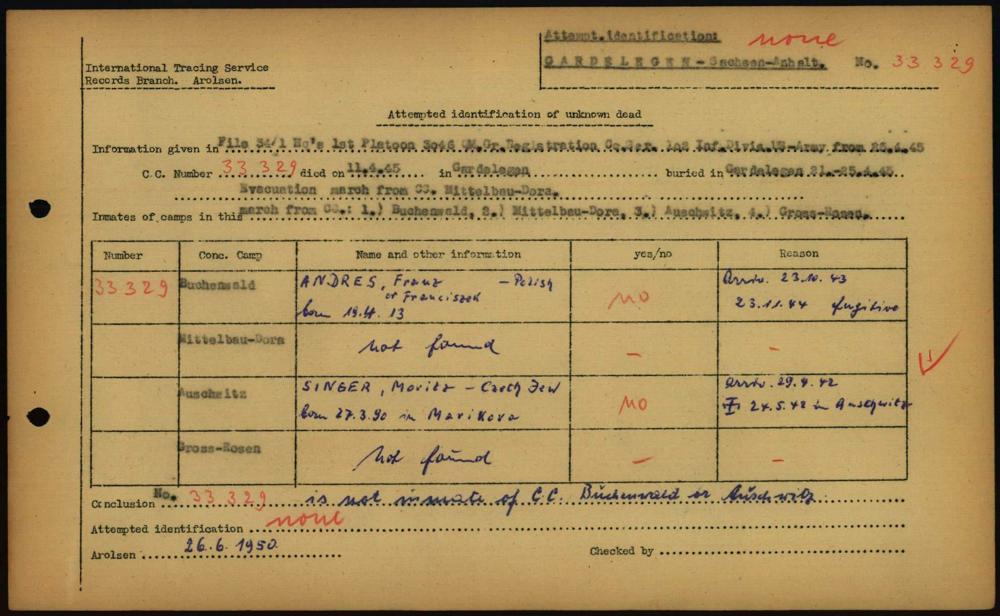 Attempt.identification: none
International Tracing Service
Records Branch. Arolsen.
GARDELEGEN - Sachsen-Anhalt. No. 33 329
Attempted identification of unknown dead
Information given in File 54/1 Hq's 1st Platoon 3046 QM.Gr.Registration Co.Ser. 102 Inf.Divis.US-Army from 25.4.45
C.C. Number 33 329 died on 11.4.45 in Gardelegen buried in Gardelegen 21.-25.4.45
Evacuation march from CC. Mittelbau-Dora.
Inmates of camps in this march from CC.: 1.) Buchenwald, 2.) Mittelbau-Dora, 3.) Auschwitz, 4.) Gross-Rosen.
Number Conc. Camp Name and other information yes/no Reason
33 329 Buchenwald ANDRES, Franz - Polish no arriv. 23.10.43
or Franciszek
born 19.4.13 23.11.44 fugitive
Mittelbau-Dora not found - -
Auschwitz SINGER, Moritz - Czech Jew no arriv. 29.4.42
born 27.3.90 in Marikova 24.5.42 in Auschwitz
Gross-Rosen not found - -
Conclusion No. 33 329 is not inmate of C.C. Buchenwald or Auschwitz
Attempted identification none
Arolsen 26.6.1950 Checked by